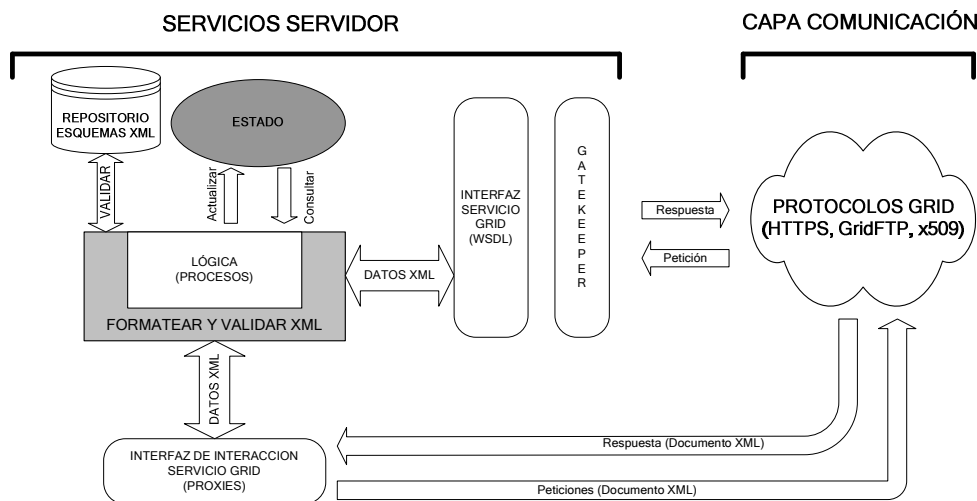 SERVICIOS SERVIDOR
CAPA COMUNICACIÓN
REPOSITORIO
ESQUEMAS XML
ESTADO
VALIDAR
Actualizar
Consultar
LÓGICA
(PROCESOS)
FORMATEAR Y VALIDAR XML
DATOS XML
INTERFAZ
SERVICIO
GRID
(WSDL)
GATEKEEPER
Respuesta
Petición
PROTOCOLOS GRID
(HTTPS, GridFTP, x509)
DATOS XML
INTERFAZ DE INTERACCION
SERVICIO GRID
(PROXIES)
Respuesta (Documento XML)
Peticiones (Documento XML)